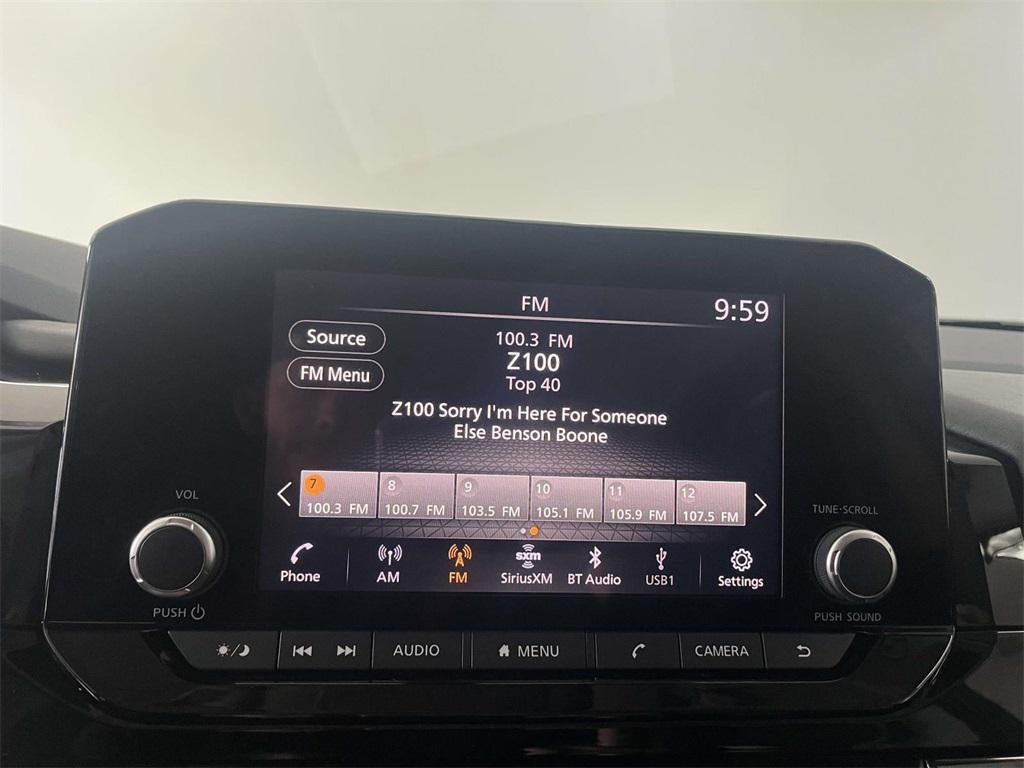 FM
9:59
Source
FM Menu
100.3 FM
Z100
Top 40
Z100 Sorry I'm Here For Someone
Else Benson Boone
7 8 9 10 11 12
100.3 FM 100.7 FM 103.5 FM 105.1 FM 105.9 FM 107.5 FM
sxm
Phone AM FM SiriusXM BT Audio USB1 Settings
VOL
PUSH
TUNE·SCROLL
PUSH SOUND
AUDIO MENU CAMERA